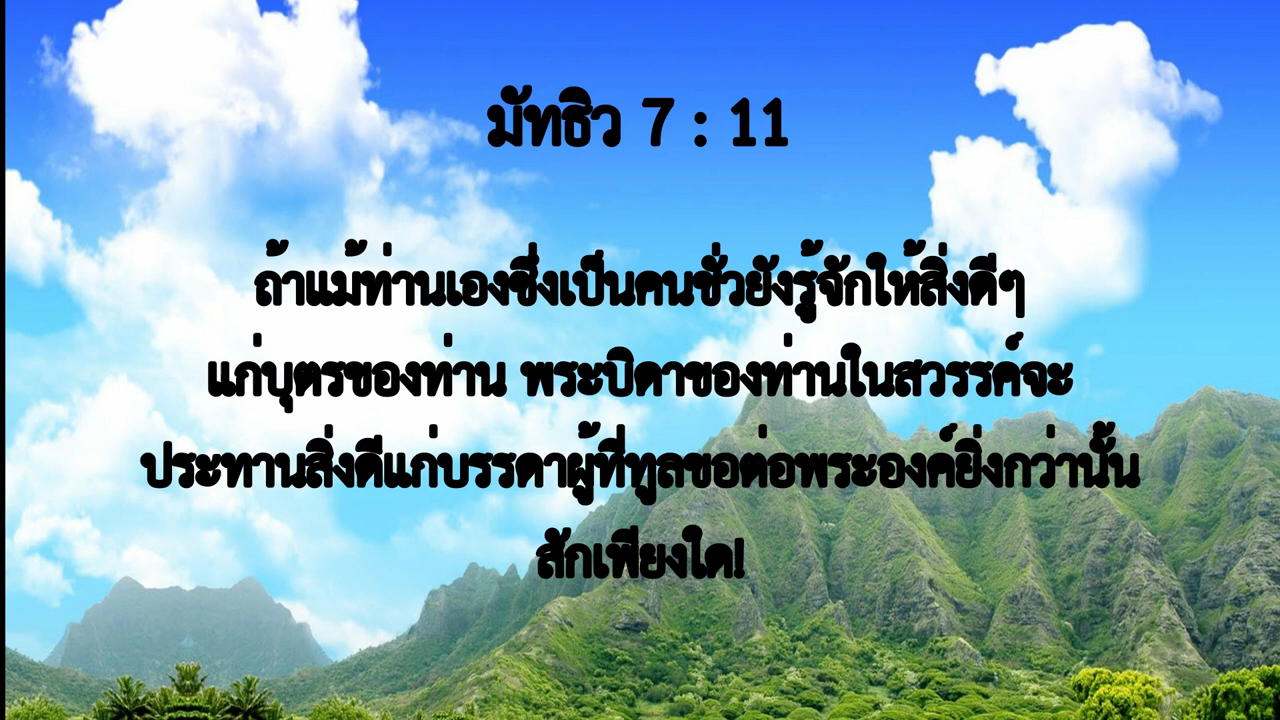 มัทธิว 7 : 11
ถ้าแม้ท่านเองซึ่งเป็นคนชั่วยังรู้จักให้สิ่งดีๆ
แก่บุตรของท่าน พระบิดาของท่านในสวรรค์จะ
ประทานสิ่งดีแก่บรรดาผู้ที่ทูลขอต่อพระองค์ยิ่งกว่านั้น
สักเพียงใด!